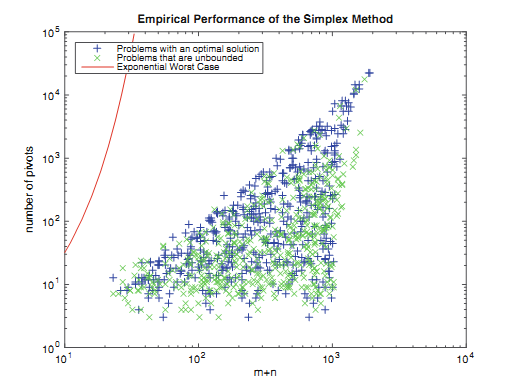 Empirical Performance of the Simplex Method
10^5
Problems with an optimal solution
Problems that are unbounded
Exponential Worst Case
10^4
10^3
number of pivots
10^2
10^1
10^0
10^1
10^2
10^3
10^4
m+n